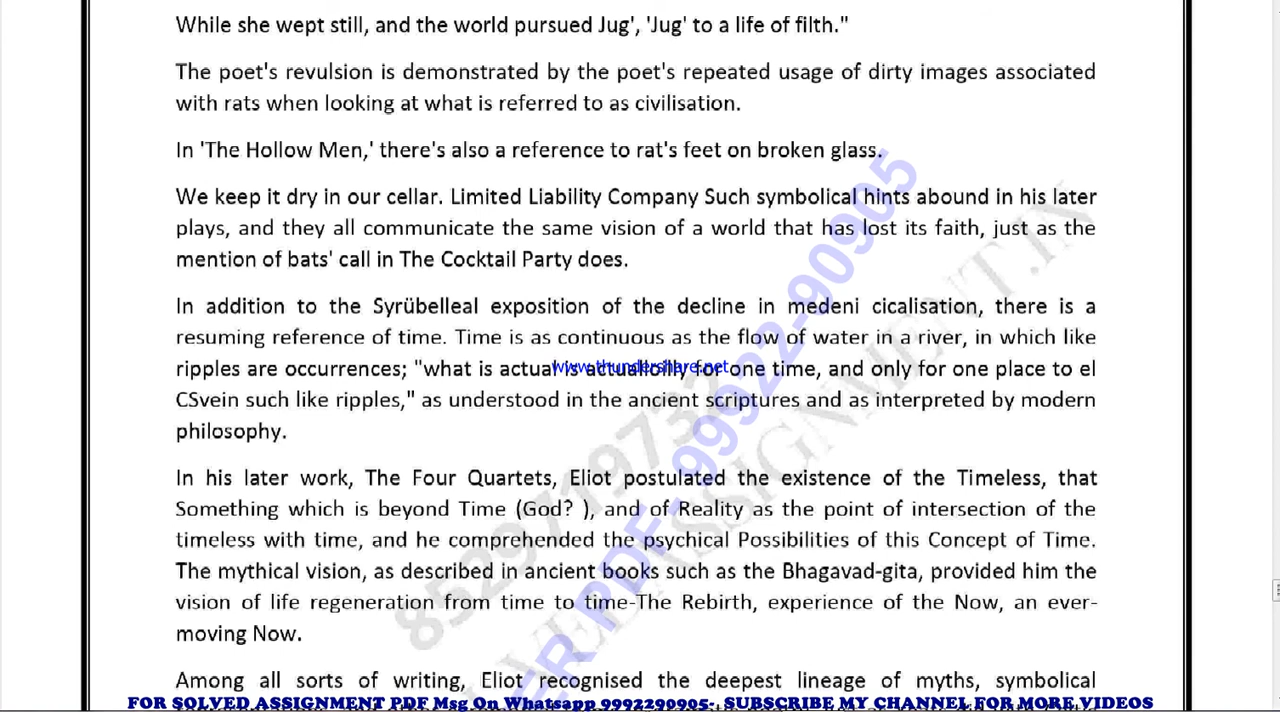 While she wept still, and the world pursued Jug', 'Jug' to a life of filth."
The poet's revulsion is demonstrated by the poet's repeated usage of dirty images associated
with rats when looking at what is referred to as civilisation.
In 'The Hollow Men,' there's also a reference to rat's feet on broken glass.
We keep it dry in our cellar. Limited Liability Company Such symbolical hints abound in his later
plays, and they all communicate the same vision of a world that has lost its faith, just as the
mention of bats' call in The Cocktail Party does.
In addition to the Syrübelleal exposition of the decline in medeni cicalisation, there is a
resuming reference of time. Time is as continuous as the flow of water in a river, in which like
ripples are occurrences; "what is actual is for one time, and only for one place to el
www.thundershare.net
CSvein such like ripples," as understood in the ancient scriptures and as interpreted by modern
philosophy.
In his later work, The Four Quartets, Eliot postulated the existence of the Timeless, that
Something which is beyond Time (God? ), and of Reality as the point of intersection of the
timeless with time, and he comprehended the psychical Possibilities of this Concept of Time.
The mythical vision, as described in ancient books such as the Bhagavad-gita, provided him the
vision of life regeneration from time to time-The Rebirth, experience of the Now, an ever-
moving Now.
Among all sorts of writing, Eliot recognised the deepest lineage of myths, symbolical
FOR SOLVED ASSIGNMENT PDF Msg On Whatsapp 9992290905-, SUBSCRIBE MY CHANNEL FOR MORE VIDEOS
8529719732
ER PDF-99922-90905
ASSIGNMENT.IN